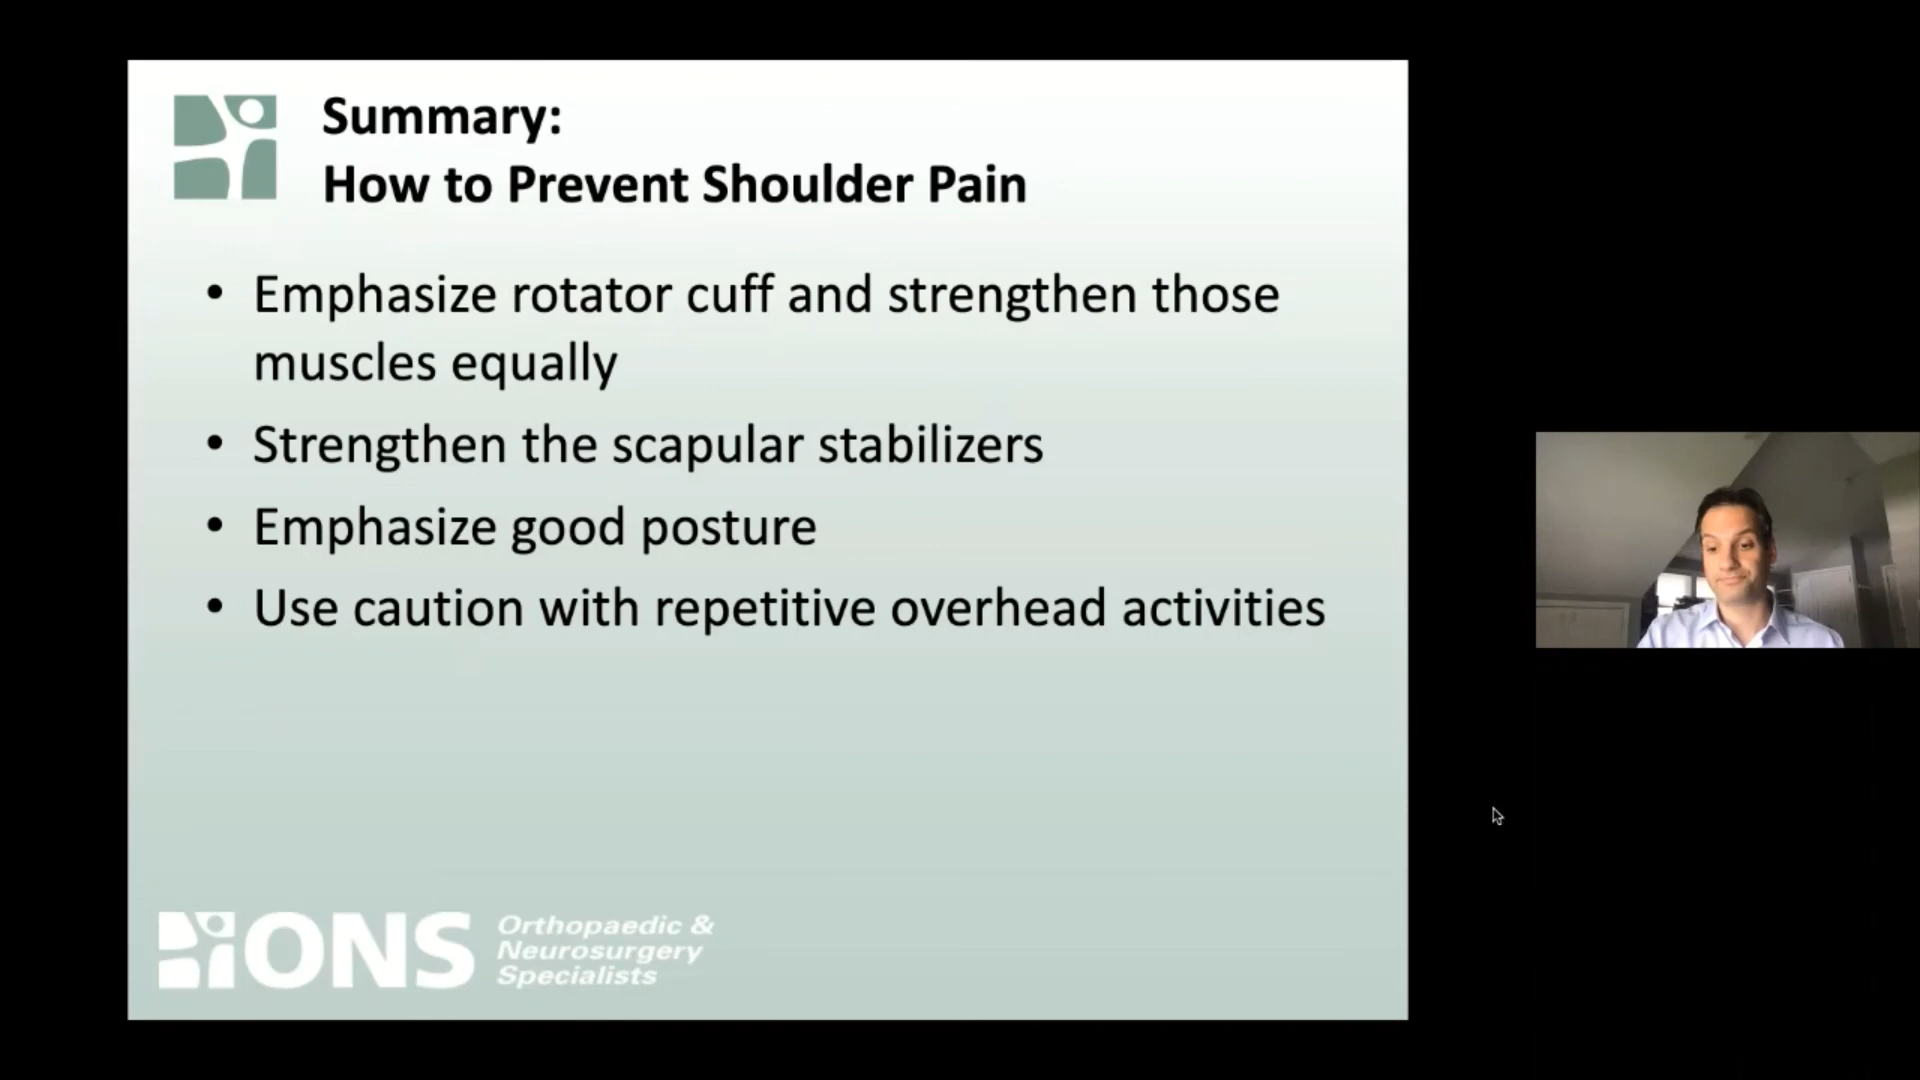 Summary:
How to Prevent Shoulder Pain
• Emphasize rotator cuff and strengthen those
muscles equally
• Strengthen the scapular stabilizers
• Emphasize good posture
• Use caution with repetitive overhead activities
ONS
Orthopaedic &
Neurosurgery
Specialists